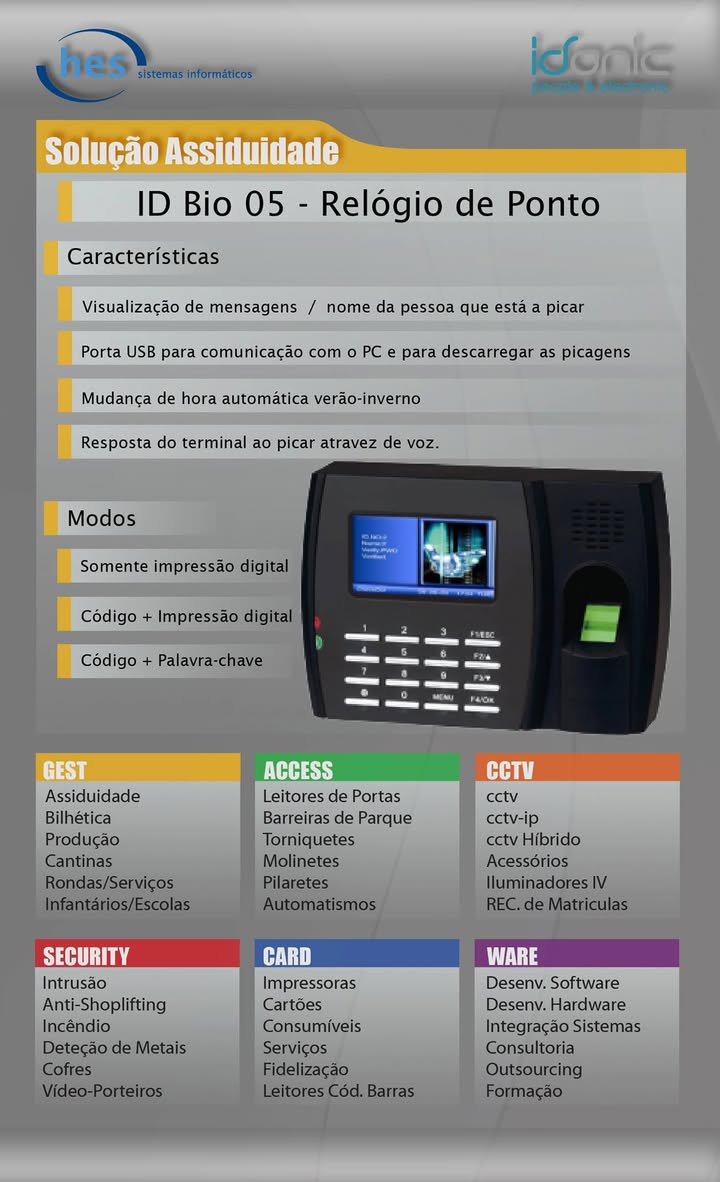 hes
sistemas informáticos
idonic
people & electronic
Solução Assiduidade
ID Bio 05 - Relógio de Ponto
Características
Visualização de mensagens / nome da pessoa que está a picar
Porta USB para comunicação com o PC e para descarregar as picagens
Mudança de hora automática verão-inverno
Resposta do terminal ao picar atravez de voz.
Modos
Somente impressão digital
Código + Impressão digital
Código + Palavra-chave
1 2 3 F1/ESC
4 5 6 F2/▲
7 8 9 F3/▼
0 MENU F4/OK
GEST
Assiduidade
Bilhética
Produção
Cantinas
Rondas/Serviços
Infantários/Escolas
ACCESS
Leitores de Portas
Barreiras de Parque
Torniquetes
Molinetes
Pilaretes
Automatismos
CCTV
cctv
cctv-ip
cctv Híbrido
Acessórios
Iluminadores IV
REC. de Matriculas
SECURITY
Intrusão
Anti-Shoplifting
Incêndio
Deteção de Metais
Cofres
Vídeo-Porteiros
CARD
Impressoras
Cartões
Consumíveis
Serviços
Fidelização
Leitores Cód. Barras
WARE
Desenv. Software
Desenv. Hardware
Integração Sistemas
Consultoria
Outsourcing
Formação